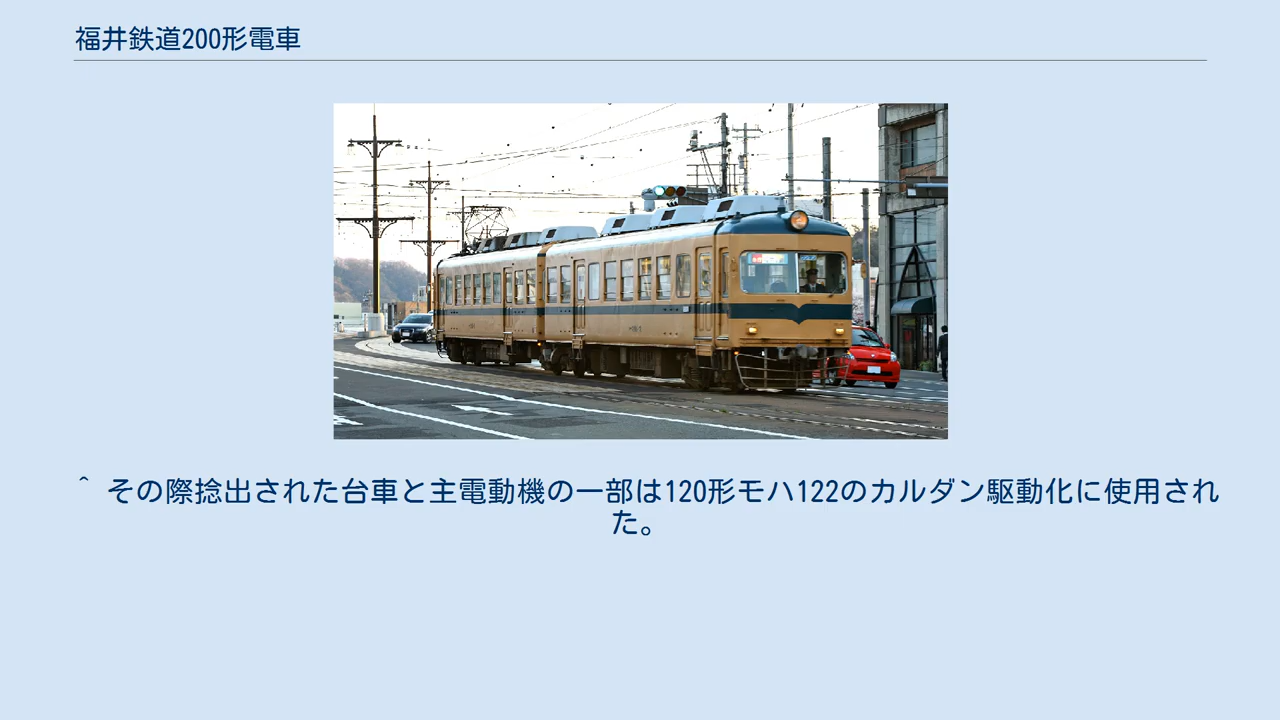 福井鉄道200形電車
^ その際捻出された台車と主電動機の一部は120形モハ122のカルダン駆動化に使用され
た。